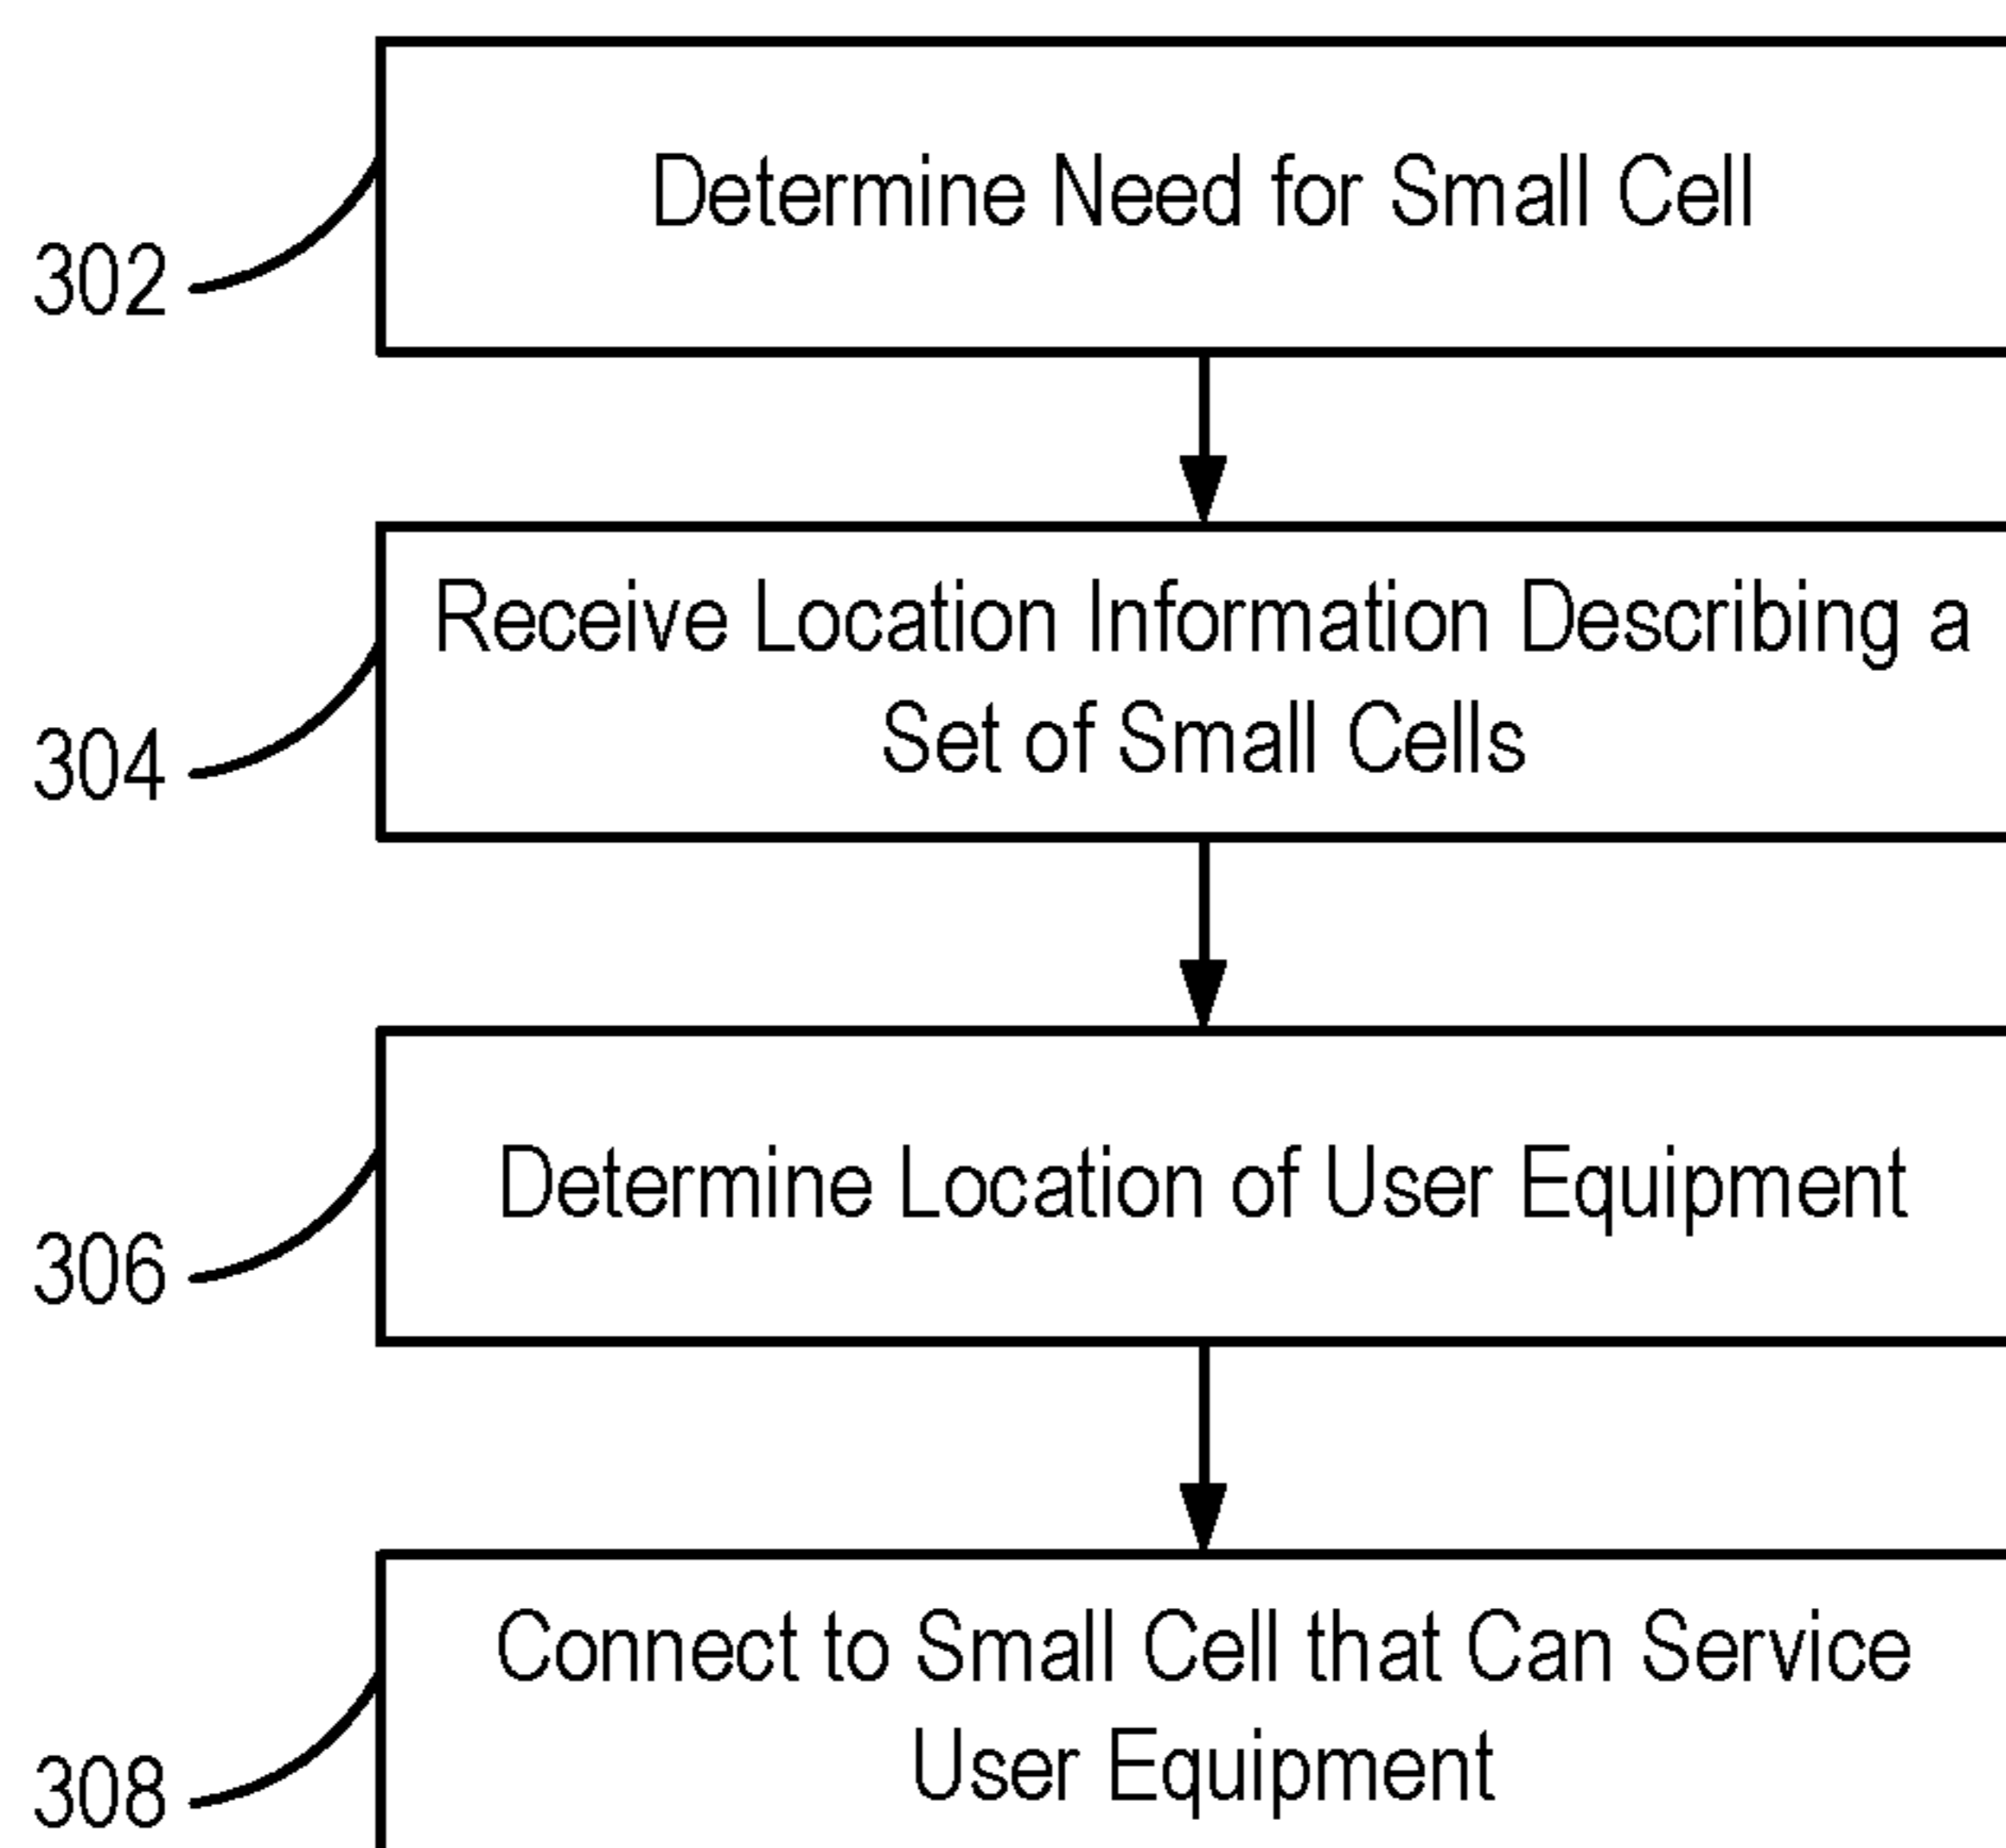 Determine Need for Small Cell
302
Receive Location Information Describing a
Set of Small Cells
304
Determine Location of User Equipment
306
Connect to Small Cell that Can Service
User Equipment
308